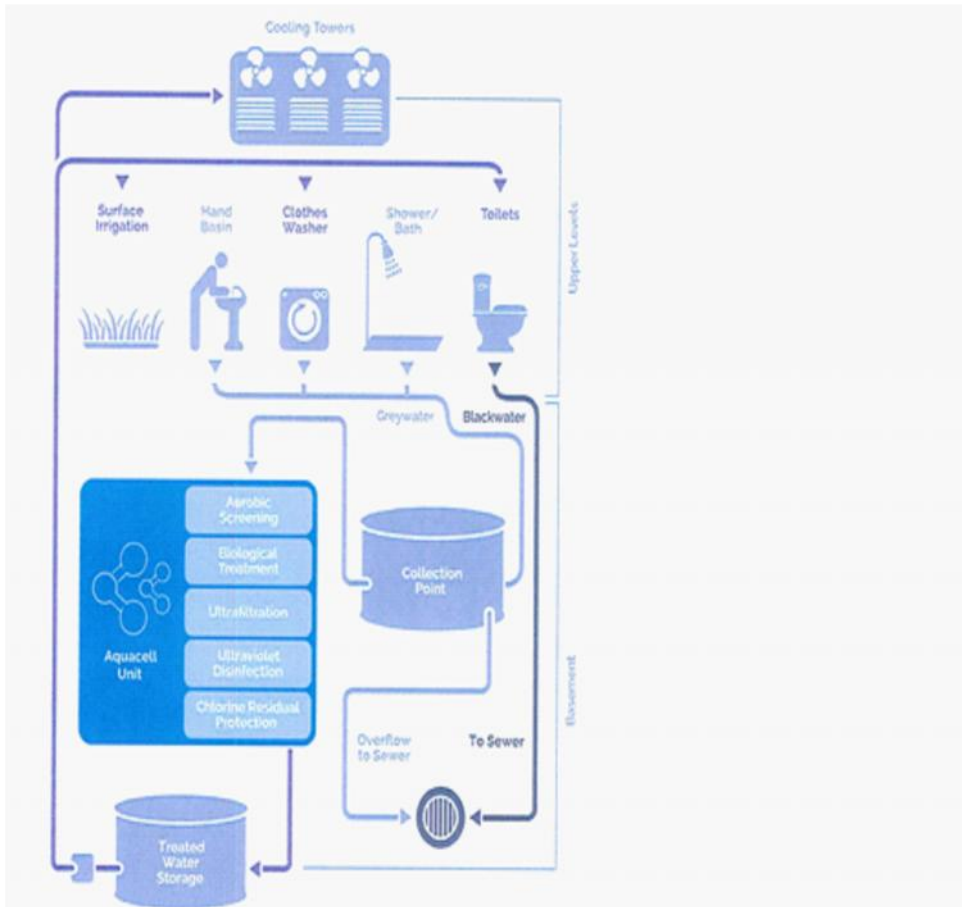 Cooling Towers
Surface
Irrigation
Hand
Basin
Clothes
Washer
Shower/
Bath
Toilets
Upper Levels
Greywater
Blackwater
Aerobic
Screening
Biological
Treatment
Ultrafiltration
Ultraviolet
Disinfection
Chlorine Residual
Protection
Aquacell
Unit
Collection
Point
Basement
Overflow
to Sewer
To Sewer
Treated
Water
Storage